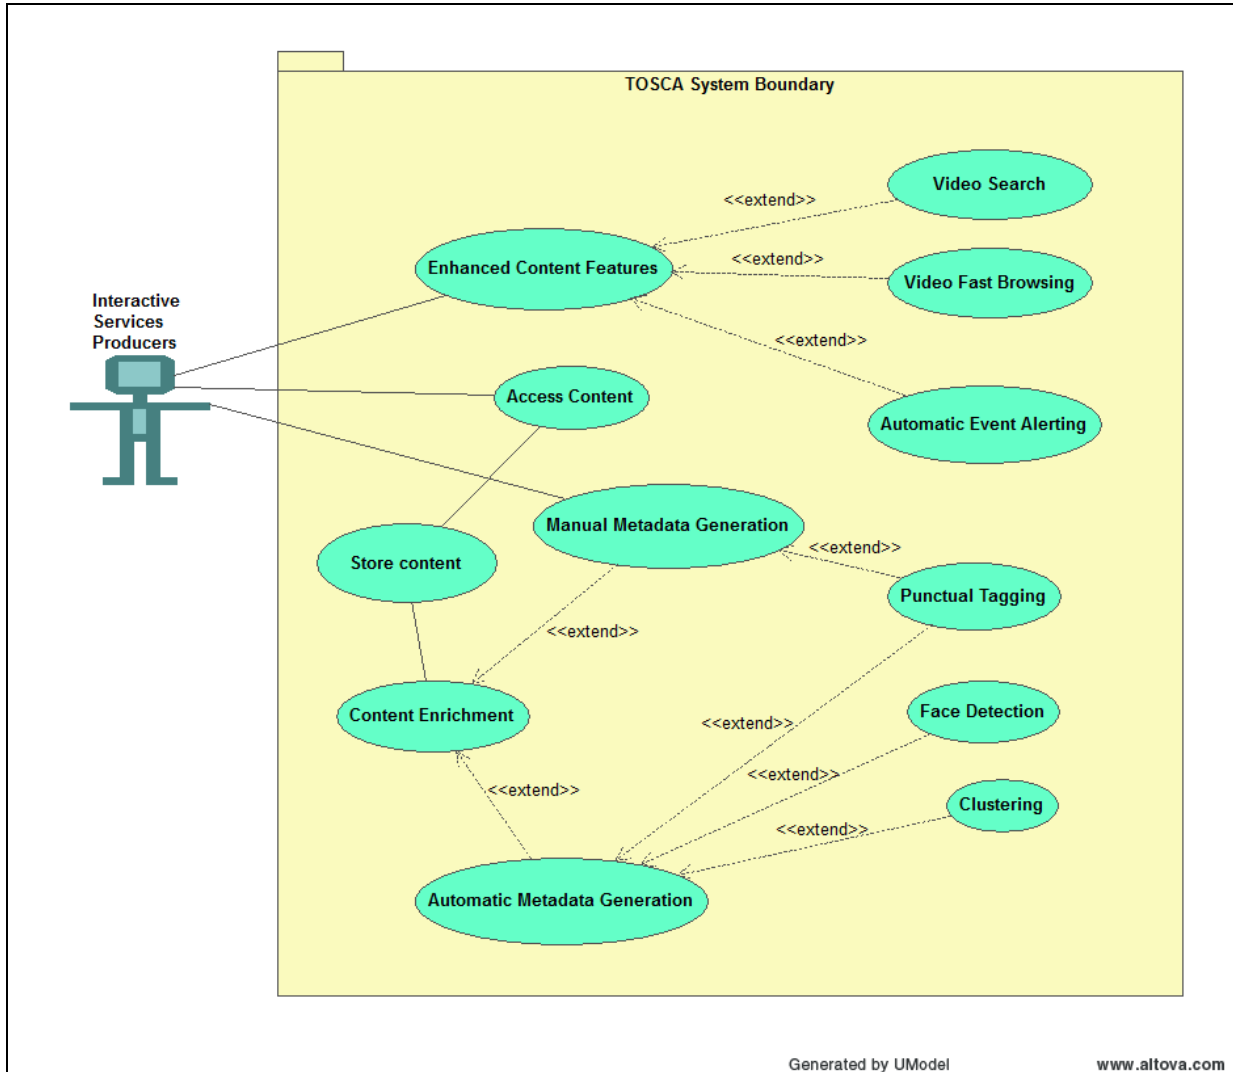 TOSCA System Boundary
Video Search
<<extend>>
Enhanced Content Features
<<extend>>
Video Fast Browsing
Interactive
Services
Producers
<<extend>>
Access Content
Automatic Event Alerting
Manual Metadata Generation
<<extend>>
Store content
Punctual Tagging
<<extend>>
Content Enrichment
Face Detection
<<extend>>
<<extend>>
<<extend>>
Clustering
<<extend>>
Automatic Metadata Generation
Generated by UModel
www.altova.com